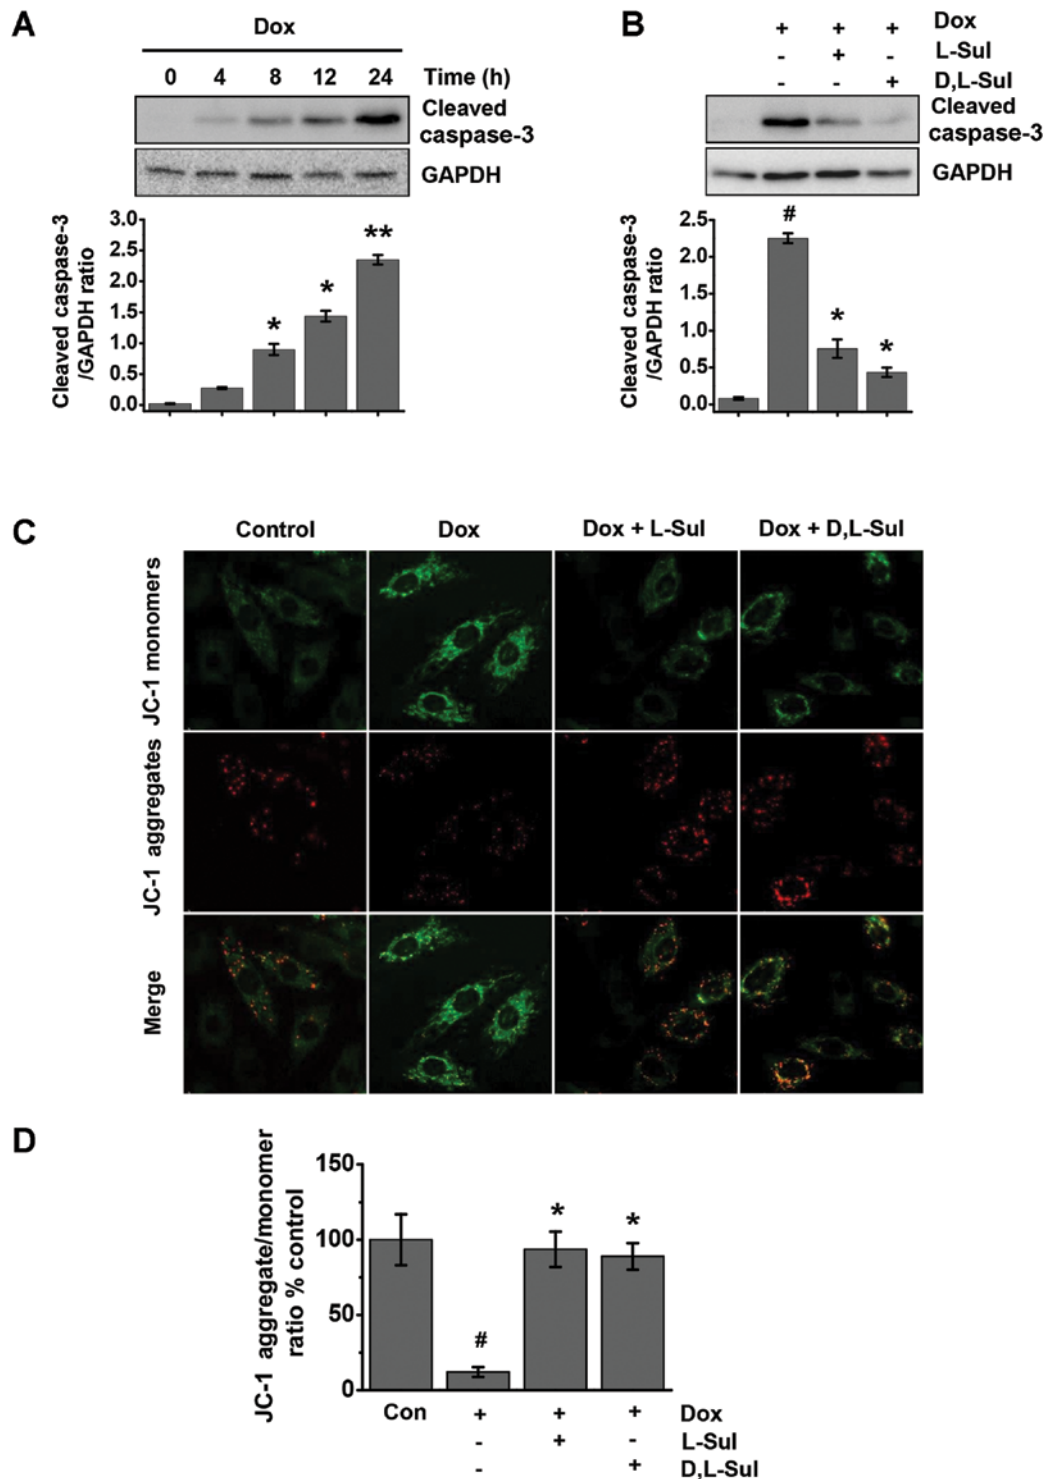 A
Dox
0 4 8 12 24 Time (h)
Cleaved
caspase-3
GAPDH
Cleaved caspase-3
/GAPDH ratio
3.0
2.5
2.0
1.5
1.0
0.5
0.0
*
*
**
B
+ + + Dox
- + - L-Sul
- - + D,L-Sul
Cleaved
caspase-3
GAPDH
Cleaved caspase-3
/GAPDH ratio
2.5
2.0
1.5
1.0
0.5
0.0
#
*
*
C
Control Dox Dox + L-Sul Dox + D,L-Sul
JC-1 monomers
JC-1 aggregates
Merge
D
JC-1 aggregate/monomer
ratio % control
150
100
50
0
#
*
*
Con + + + Dox
- + - L-Sul
- - + D,L-Sul